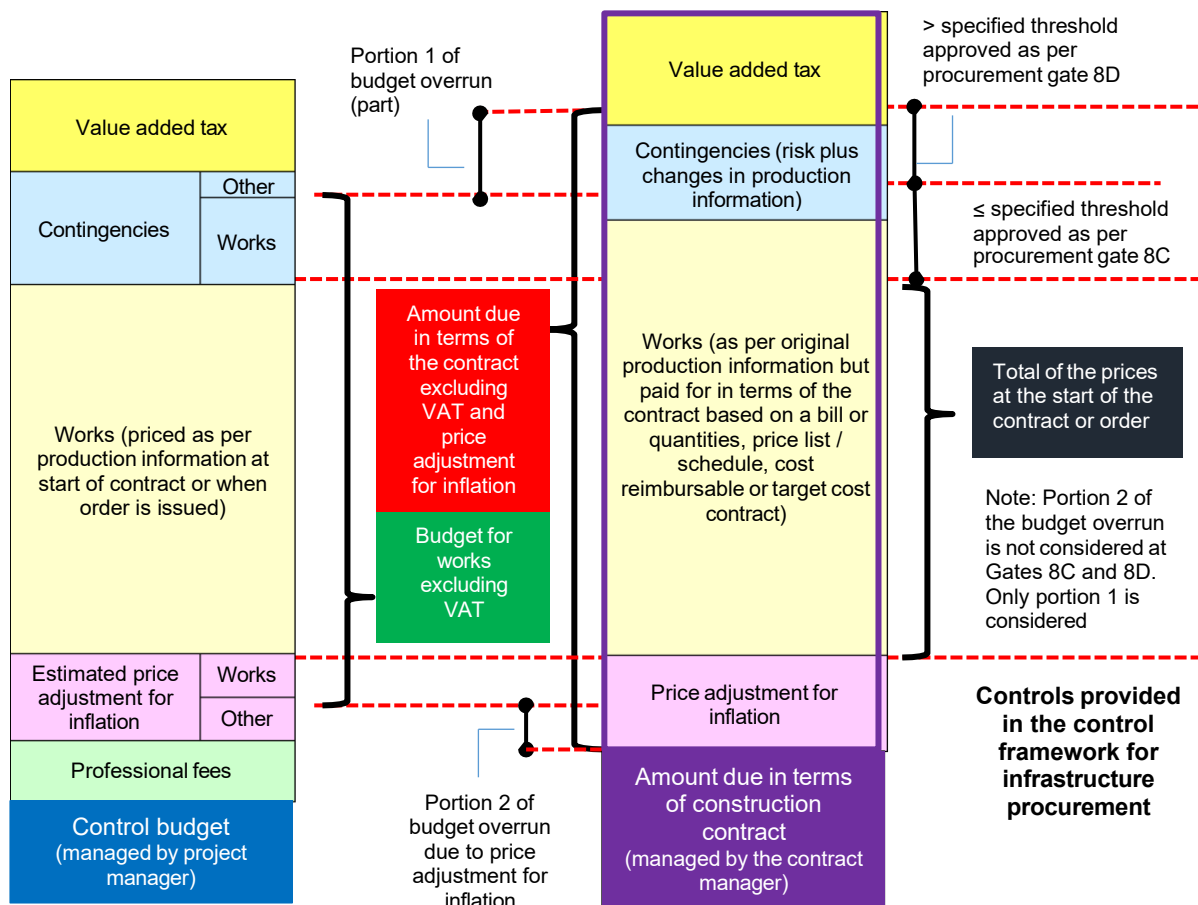 Value added tax
Contingencies
Other
Works
Works (priced as per
production information at
start of contract or when
order is issued)
Estimated price
adjustment for
inflation
Works
Other
Professional fees
Control budget
(managed by project
manager)
Portion 1 of
budget overrun
(part)
Amount due
in terms of
the contract
excluding
VAT and
price
adjustment
for inflation
Budget for
works
excluding
VAT
Portion 2 of
budget overrun
due to price
adjustment for
inflation
Value added tax
Contingencies (risk plus
changes in production
information)
Works (as per original
production information but
paid for in terms of the
contract based on a bill or
quantities, price list /
schedule, cost
reimbursable or target cost
contract)
Price adjustment for
inflation
Amount due in terms
of construction
contract
(managed by the contract
manager)
> specified threshold
approved as per
procurement gate 8D
≤ specified threshold
approved as per
procurement gate 8C
Total of the prices
at the start of the
contract or order
Note: Portion 2 of
the budget overrun
is not considered at
Gates 8C and 8D.
Only portion 1 is
considered
Controls provided
in the control
framework for
infrastructure
procurement